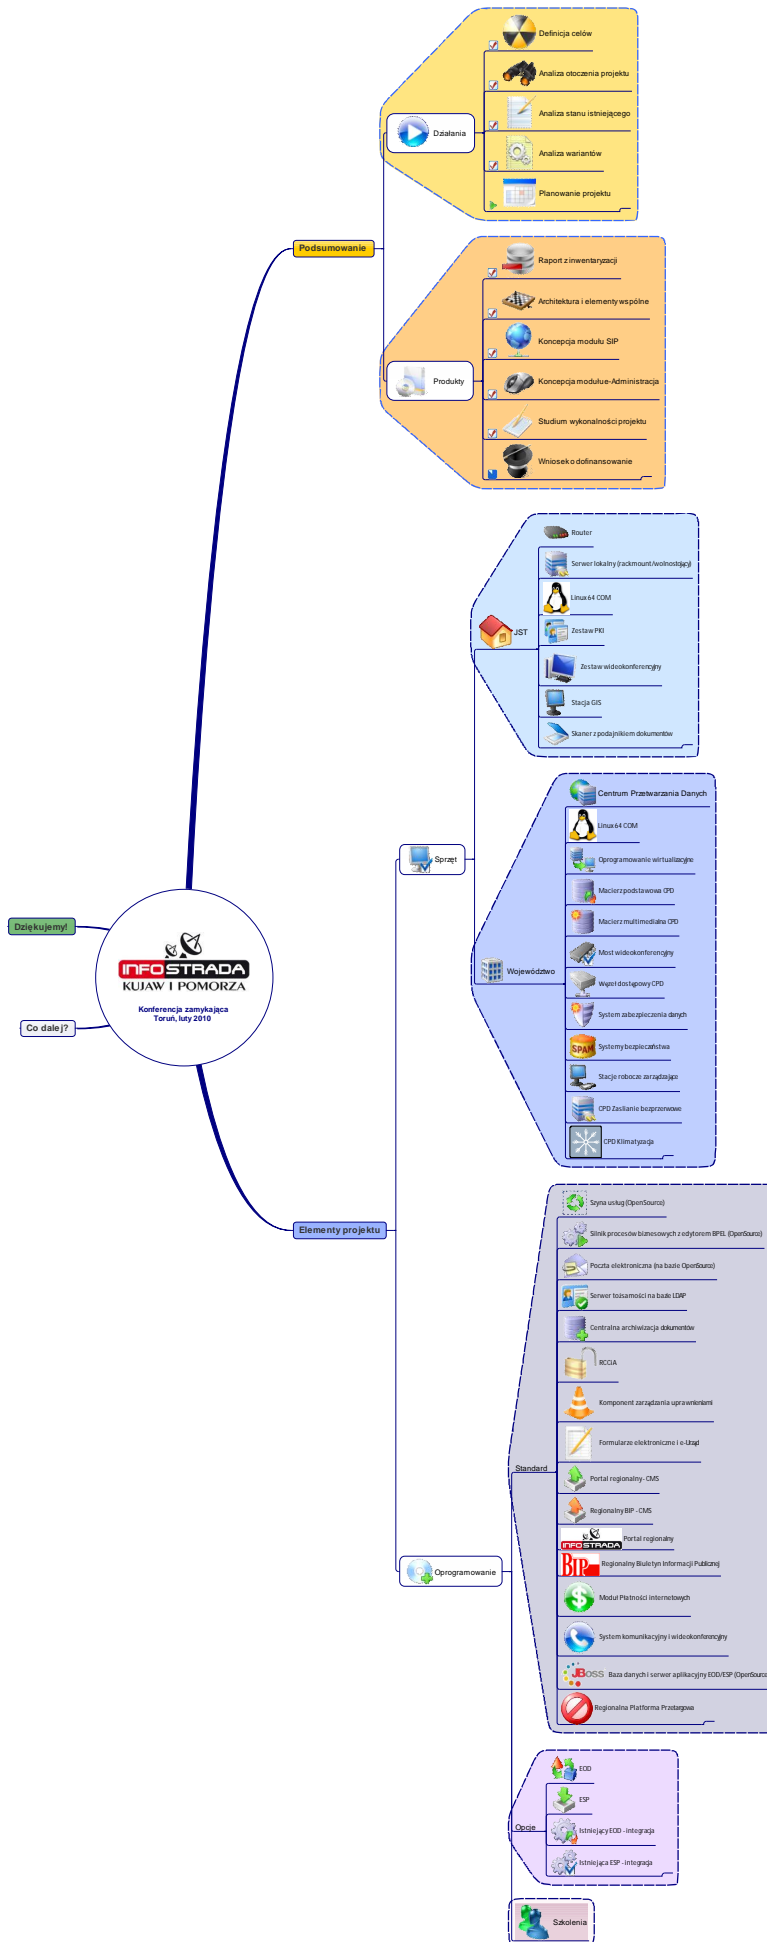 Definicja celów
Analiza otoczenia projektu
Analiza stanu istniejącego
Działania
Analiza wariantów
Planowanie projektu
Podsumowanie
Raport z inwentaryzacji
Architektura i elementy wspólne
Koncepcja modułu SIP
Produkty
Koncepcja modułu e-Administracja
Studium wykonalności projektu
Wniosek o dofinansowanie
Router
Serwer lokalny (rackmount/wolnostojący)
Linux 64 COM
JST
Zestaw PKI
Zestaw wideokonferencyjny
Stacja GIS
Skaner z podajnikiem dokumentów
Centrum Przetwarzania Danych
Linux 64 COM
Sprzęt
Oprogramowanie wirtualizacyjne
Macierz podstawowa CPD
Macierz multimedialna CPD
Most wideokonferencyjny
Województwo
Węzeł dostępowy CPD
System zabezpieczenia danych
Systemy bezpieczeństwa
SPAM
Stacje robocze zarządzające
CPD Zasilanie bezprzerwowe
CPD Klimatyzacja
Dziękujemy!
INFOSTRADA
KUJAW I POMORZA
Konferencja zamykająca
Toruń, luty 2010
Co dalej?
Elementy projektu
Szyna usług (OpenSource)
Silnik procesów biznesowych z edytorem BPEL (OpenSource)
Poczta elektroniczna (na bazie OpenSource)
Serwer tożsamości na bazie LDAP
Centralna archiwizacja dokumentów
RCCIA
Komponent zarządzania uprawnieniami
Formularze elektroniczne i e-Urząd
Standard
Portal regionalny - CMS
Regionalny BIP - CMS
INFOSTRADA
Portal regionalny
BIP
Regionalny Biuletyn Informacji Publicznej
Oprogramowanie
Moduł Płatności internetowych
System komunikacyjny i wideokonferencyjny
JBoss
Baza danych i serwer aplikacyjny EOD/ESP (OpenSource
Regionalna Platforma Przetargowa
EOD
ESP
Opcje
Istniejący EOD - integracja
Istniejąca ESP - integracja
Szkolenia